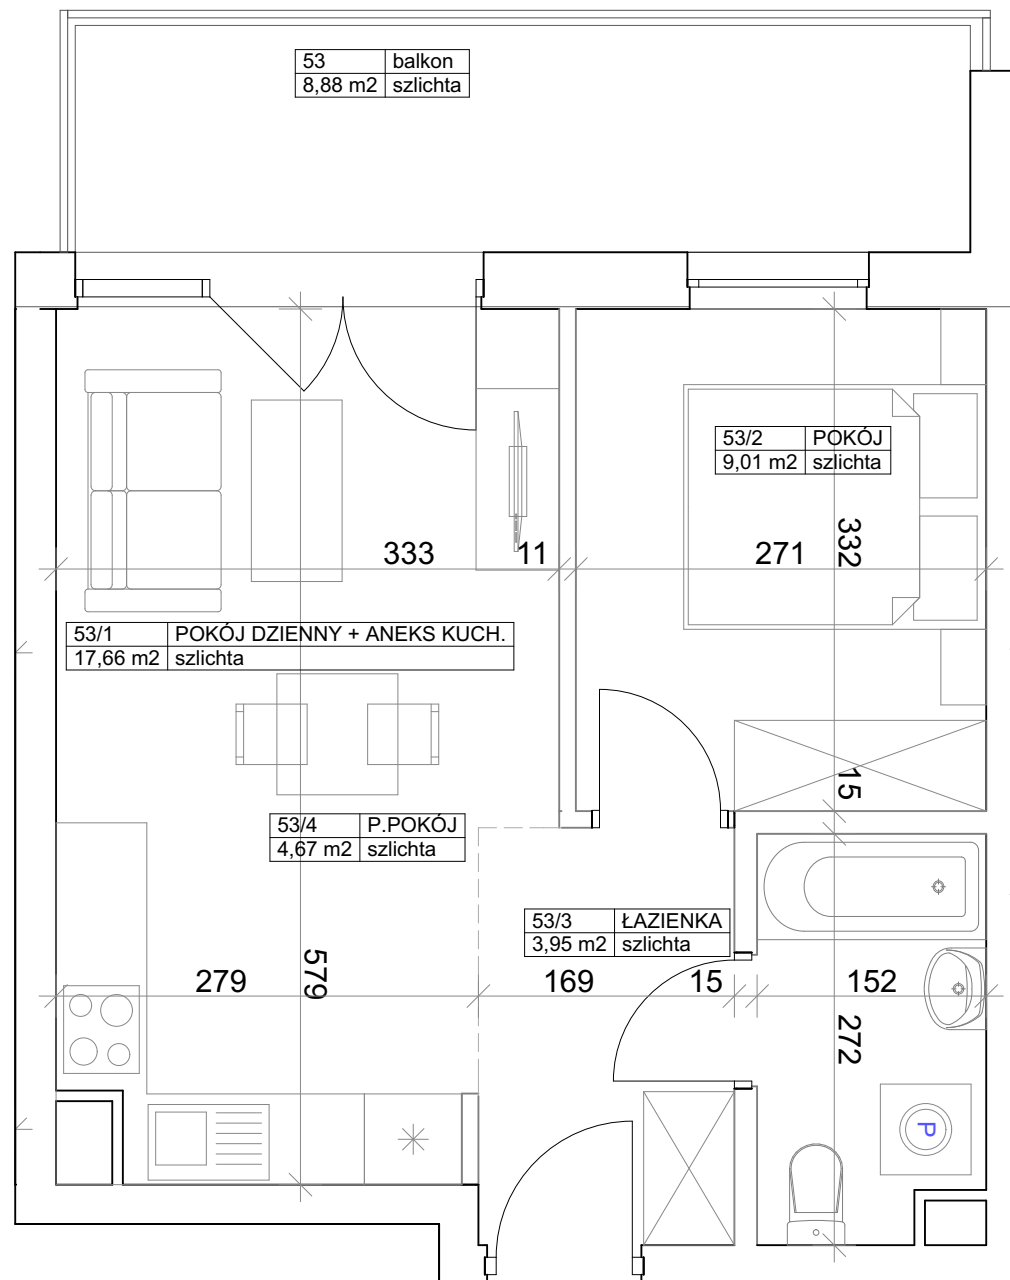 53 balkon
8,88 m2 szlichta
53/2 POKÓJ
9,01 m2 szlichta
333
11
271
332
53/1 POKÓJ DZIENNY + ANEKS KUCH.
17,66 m2 szlichta
15
53/4 P.POKÓJ
4,67 m2 szlichta
53/3 ŁAZIENKA
3,95 m2 szlichta
279
579
169
15
152
272
P